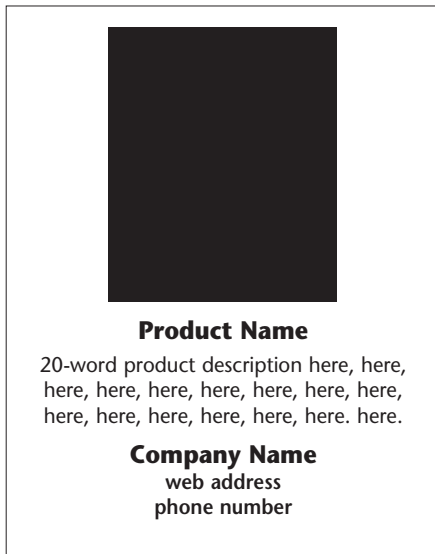 Product Name
20-word product description here, here,
here, here, here, here, here, here, here,
here, here, here, here, here, here. here.
Company Name
web address
phone number